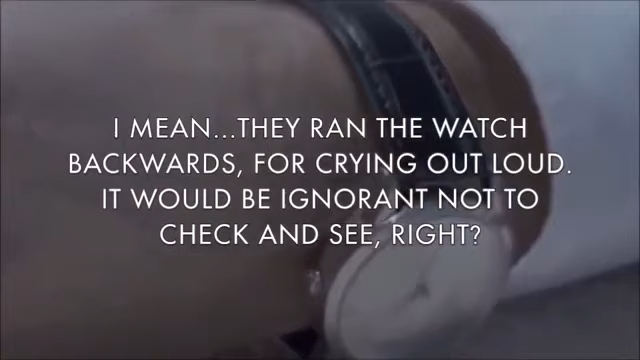 I MEAN...THEY RAN THE WATCH
BACKWARDS, FOR CRYING OUT LOUD.
IT WOULD BE IGNORANT NOT TO
CHECK AND SEE, RIGHT?